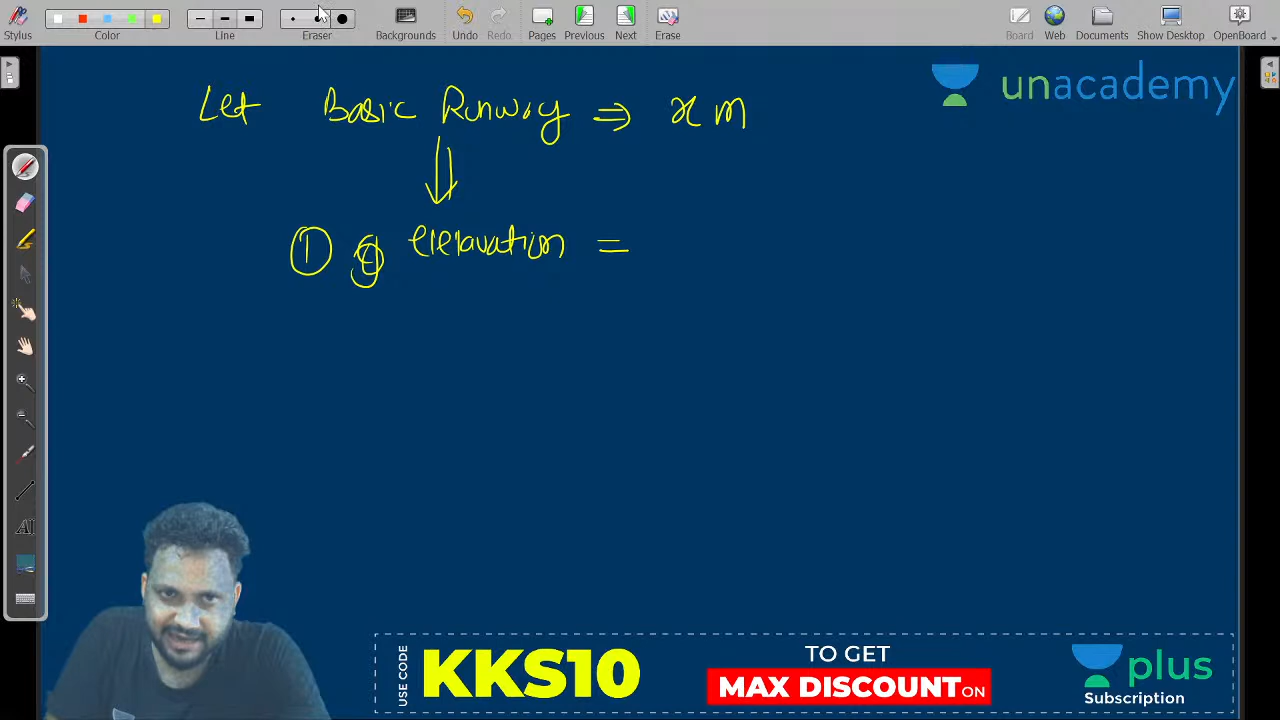 Stylus Color Line Eraser Backgrounds Undo Redo Pages Previous Next Erase Board Web Documents Show Desktop OpenBoard
unacademy
Let Basic Runway ⇒ x m
⇓
① @ elelavation =
USE CODE KKS10
TO GET
MAX DISCOUNT ON
plus
Subscription